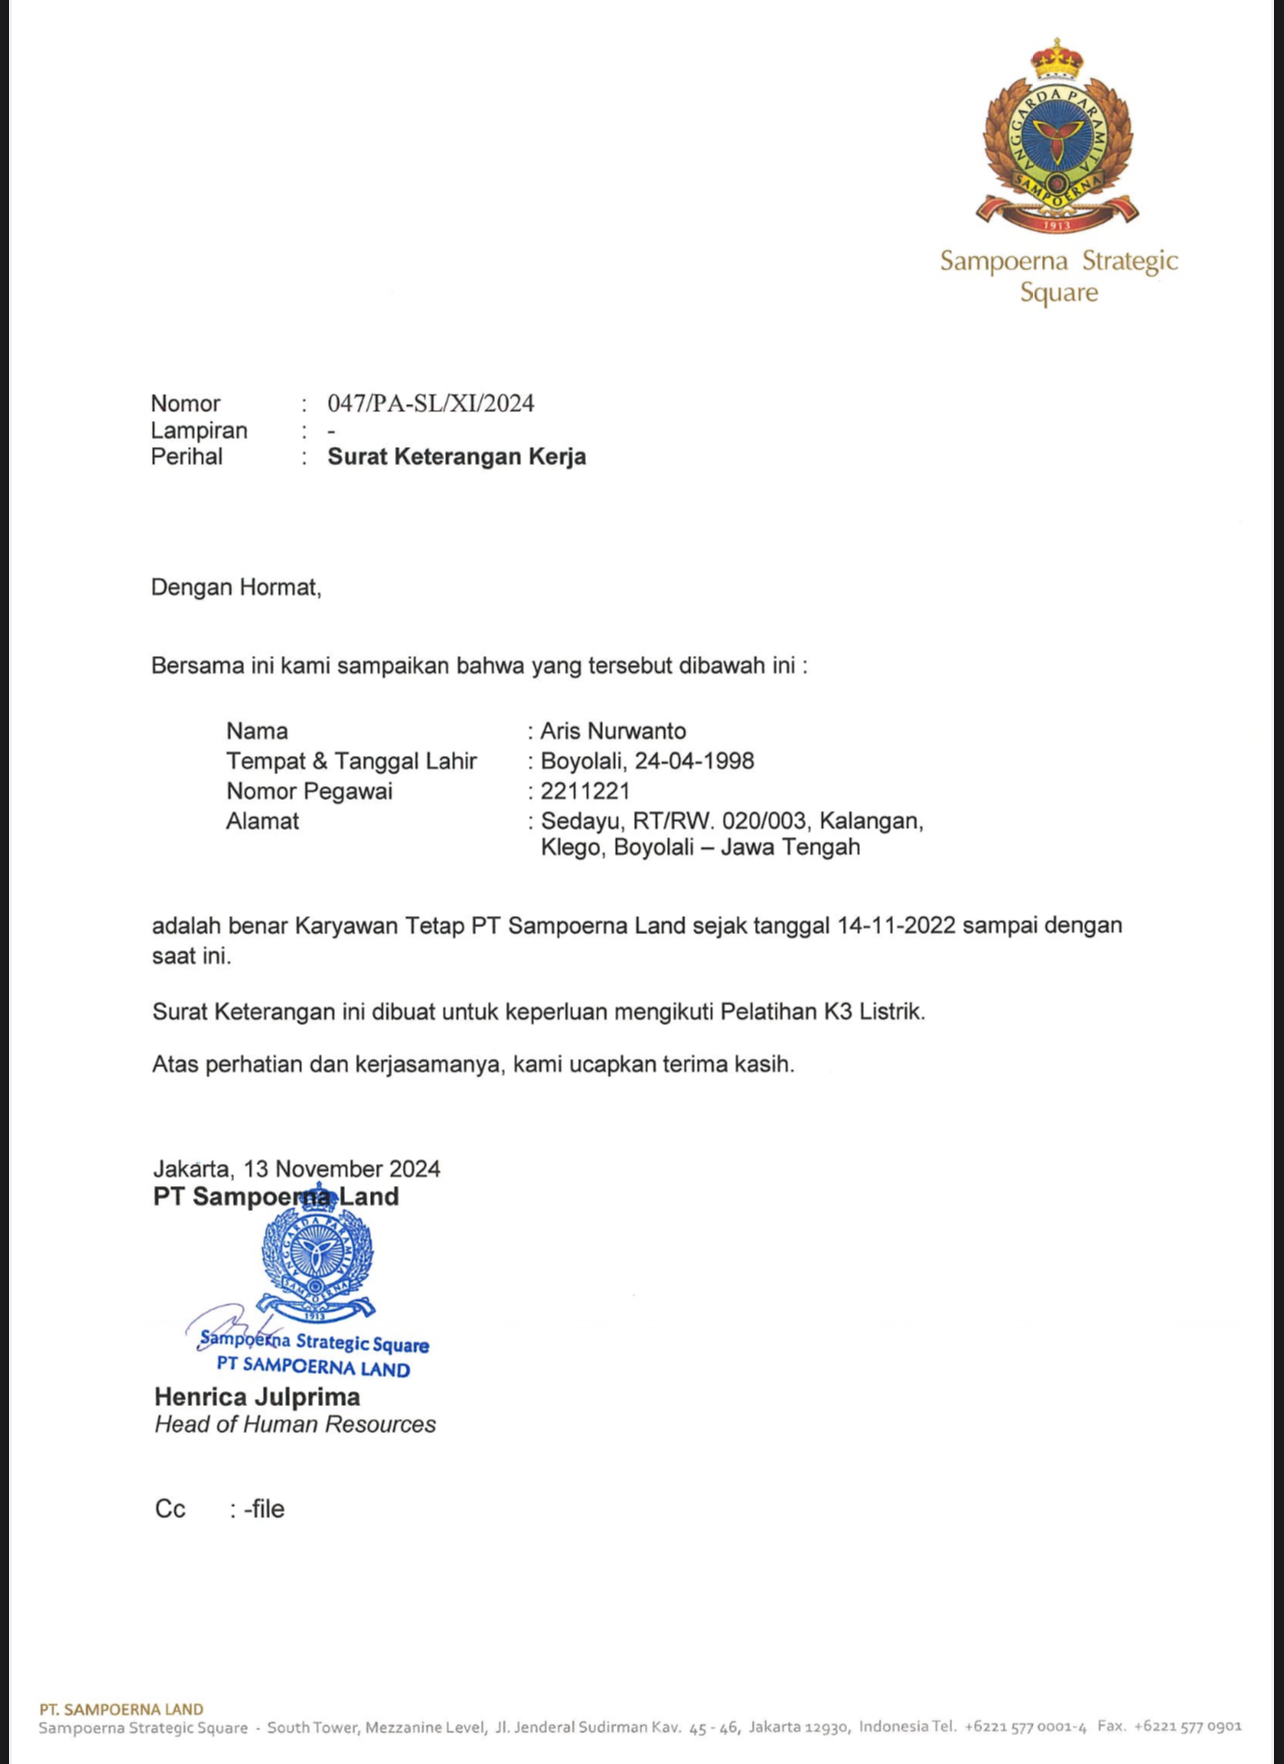 ANGGARDA PARAMITA
SAMPOERNA
1913
Sampoerna Strategic
Square
Nomor : 047/PA-SL/XI/2024
Lampiran : -
Perihal : Surat Keterangan Kerja
Dengan Hormat,
Bersama ini kami sampaikan bahwa yang tersebut dibawah ini :
Nama : Aris Nurwanto
Tempat & Tanggal Lahir : Boyolali, 24-04-1998
Nomor Pegawai : 2211221
Alamat : Sedayu, RT/RW. 020/003, Kalangan,
Klego, Boyolali – Jawa Tengah
adalah benar Karyawan Tetap PT Sampoerna Land sejak tanggal 14-11-2022 sampai dengan
saat ini.
Surat Keterangan ini dibuat untuk keperluan mengikuti Pelatihan K3 Listrik.
Atas perhatian dan kerjasamanya, kami ucapkan terima kasih.
Jakarta, 13 November 2024
PT Sampoerna Land
ANGGARDA PARAMITA
SAMPOERNA
1913
Sampoerna Strategic Square
PT SAMPOERNA LAND
Henrica Julprima
Head of Human Resources
Cc : -file
PT. SAMPOERNA LAND
Sampoerna Strategic Square - South Tower, Mezzanine Level, Jl. Jenderal Sudirman Kav. 45 - 46, Jakarta 12930, Indonesia Tel. +6221 577 0001-4 Fax. +6221 577 0901